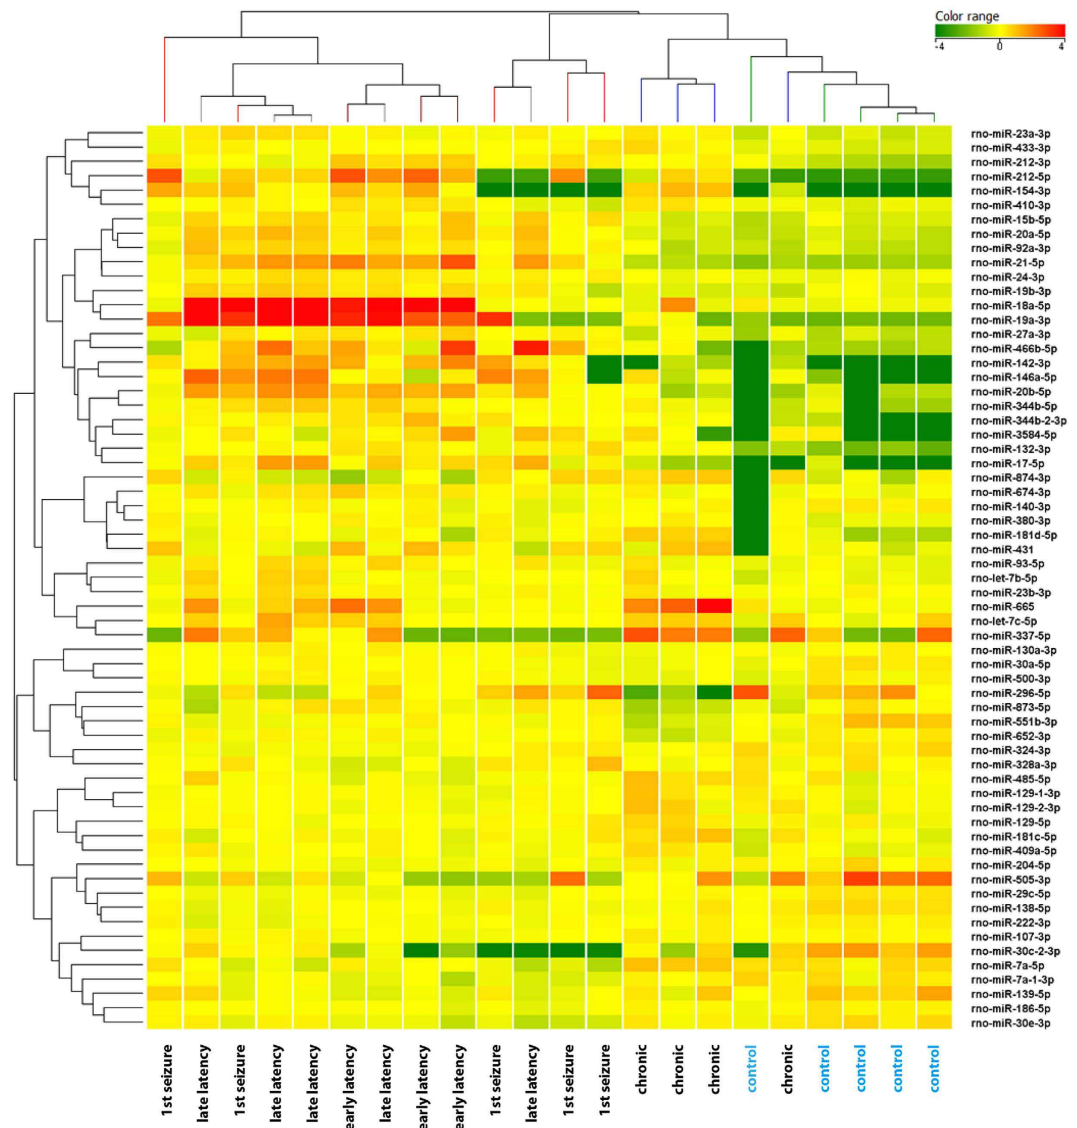 Color range
-4 0 4
rno-miR-23a-3p
rno-miR-433-3p
rno-miR-212-3p
rno-miR-212-5p
rno-miR-154-3p
rno-miR-410-3p
rno-miR-15b-5p
rno-miR-20a-5p
rno-miR-92a-3p
rno-miR-21-5p
rno-miR-24-3p
rno-miR-19b-3p
rno-miR-18a-5p
rno-miR-19a-3p
rno-miR-27a-3p
rno-miR-466b-5p
rno-miR-142-3p
rno-miR-146a-5p
rno-miR-20b-5p
rno-miR-344b-5p
rno-miR-344b-2-3p
rno-miR-3584-5p
rno-miR-132-3p
rno-miR-17-5p
rno-miR-874-3p
rno-miR-674-3p
rno-miR-140-3p
rno-miR-380-3p
rno-miR-181d-5p
rno-miR-431
rno-miR-93-5p
rno-let-7b-5p
rno-miR-23b-3p
rno-miR-665
rno-let-7c-5p
rno-miR-337-5p
rno-miR-130a-3p
rno-miR-30a-5p
rno-miR-500-3p
rno-miR-296-5p
rno-miR-873-5p
rno-miR-551b-3p
rno-miR-652-3p
rno-miR-324-3p
rno-miR-328a-3p
rno-miR-485-5p
rno-miR-129-1-3p
rno-miR-129-2-3p
rno-miR-129-5p
rno-miR-181c-5p
rno-miR-409a-5p
rno-miR-204-5p
rno-miR-505-3p
rno-miR-29c-5p
rno-miR-138-5p
rno-miR-222-3p
rno-miR-107-3p
rno-miR-30c-2-3p
rno-miR-7a-5p
rno-miR-7a-1-3p
rno-miR-139-5p
rno-miR-186-5p
rno-miR-30e-3p
1st seizure
late latency
1st seizure
late latency
late latency
early latency
late latency
early latency
early latency
1st seizure
late latency
1st seizure
1st seizure
chronic
chronic
chronic
control
chronic
control
control
control
control